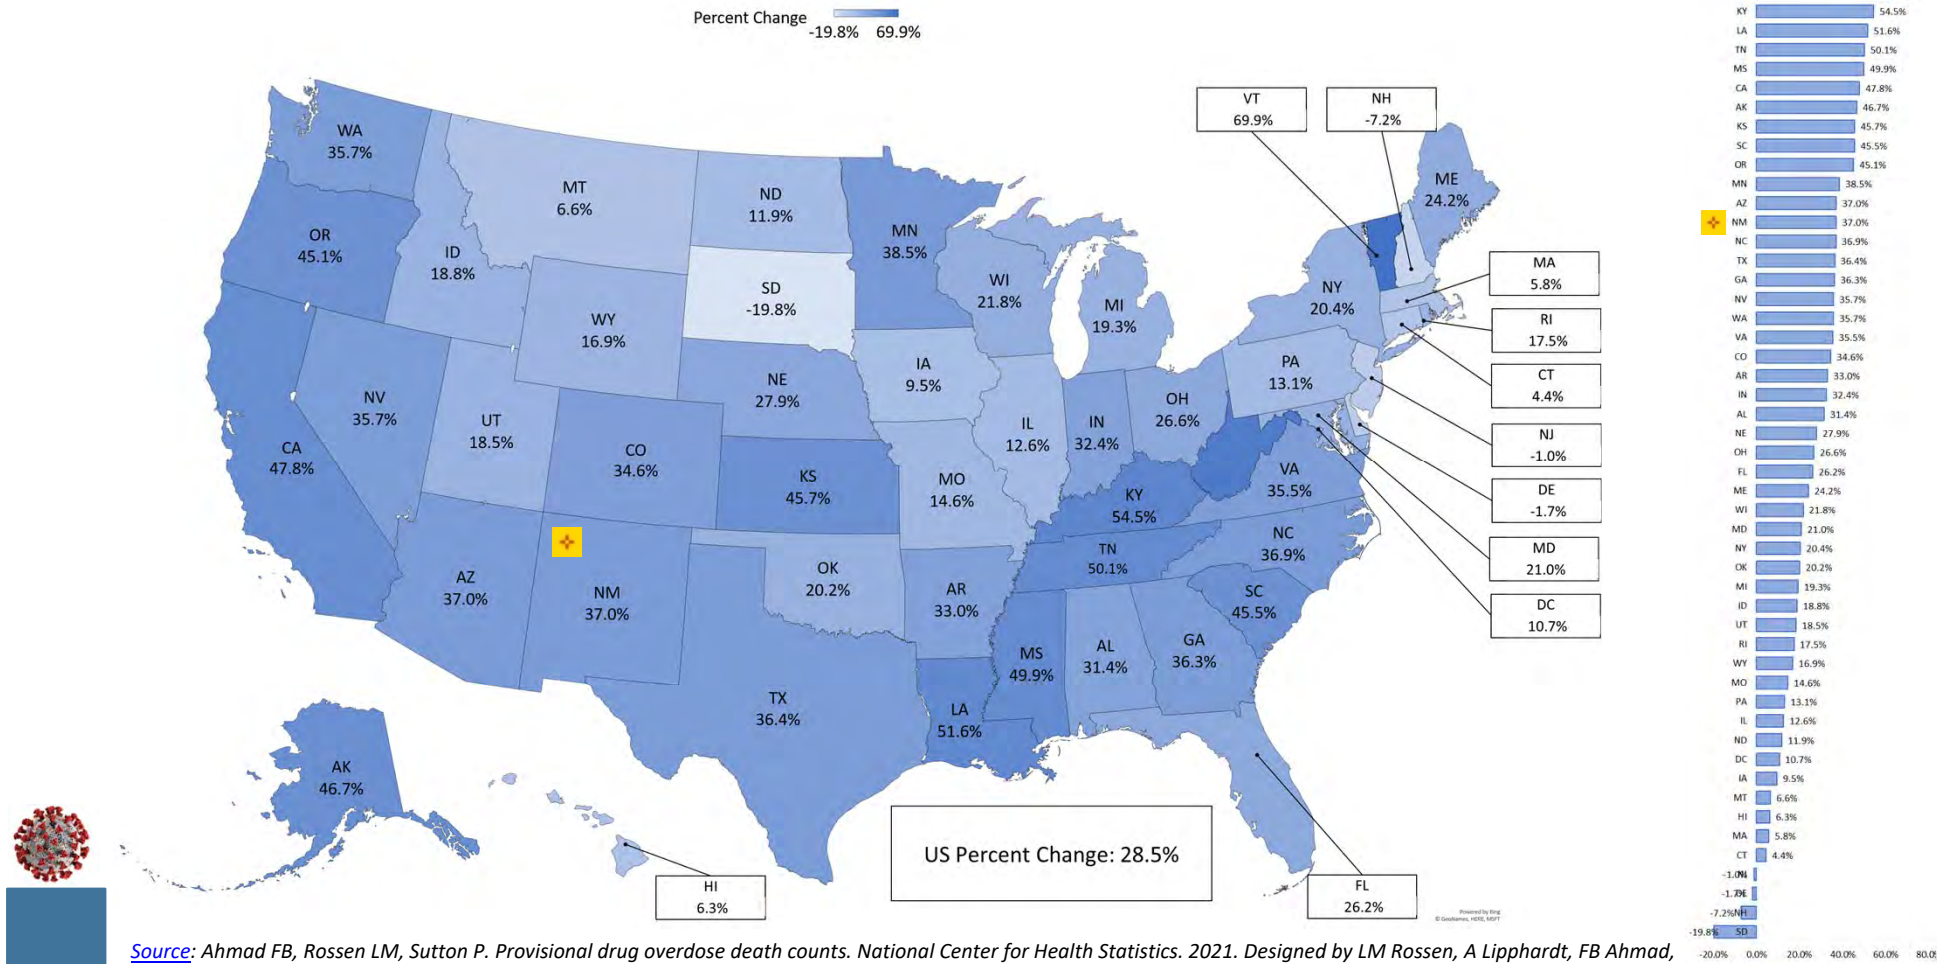 Percent Change
-19.8% 69.9%
WA
35.7%
OR
45.1%
CA
47.8%
NV
35.7%
ID
18.8%
MT
6.6%
WY
16.9%
UT
18.5%
AZ
37.0%
CO
34.6%
NM
37.0%
ND
11.9%
SD
-19.8%
NE
27.9%
KS
45.7%
OK
20.2%
TX
36.4%
MN
38.5%
IA
9.5%
MO
14.6%
AR
33.0%
LA
51.6%
WI
21.8%
IL
12.6%
MI
19.3%
IN
32.4%
OH
26.6%
KY
54.5%
TN
50.1%
MS
49.9%
AL
31.4%
GA
36.3%
SC
45.5%
NC
36.9%
VA
35.5%
PA
13.1%
NY
20.4%
ME
24.2%
VT
69.9%
NH
-7.2%
MA
5.8%
RI
17.5%
CT
4.4%
NJ
-1.0%
DE
-1.7%
MD
21.0%
DC
10.7%
FL
26.2%
AK
46.7%
HI
6.3%
US Percent Change: 28.5%
Powered by Bing
© GeoNames, HERE, MSFT
KY 54.5%
LA 51.6%
TN 50.1%
MS 49.9%
CA 47.8%
AK 46.7%
KS 45.7%
SC 45.5%
OR 45.1%
MN 38.5%
AZ 37.0%
NM 37.0%
NC 36.9%
TX 36.4%
GA 36.3%
NV 35.7%
WA 35.7%
VA 35.5%
CO 34.6%
AR 33.0%
IN 32.4%
AL 31.4%
NE 27.9%
OH 26.6%
FL 26.2%
ME 24.2%
WI 21.8%
MD 21.0%
NY 20.4%
OK 20.2%
MI 19.3%
ID 18.8%
UT 18.5%
RI 17.5%
WY 16.9%
MO 14.6%
PA 13.1%
IL 12.6%
ND 11.9%
DC 10.7%
IA 9.5%
MT 6.6%
HI 6.3%
MA 5.8%
CT 4.4%
-1.0% NJ
-1.7% DE
-7.2% NH
-19.8% SD
-20.0% 0.0% 20.0% 40.0% 60.0% 80.0
Source: Ahmad FB, Rossen LM, Sutton P. Provisional drug overdose death counts. National Center for Health Statistics. 2021. Designed by LM Rossen, A Lipphardt, FB Ahmad,